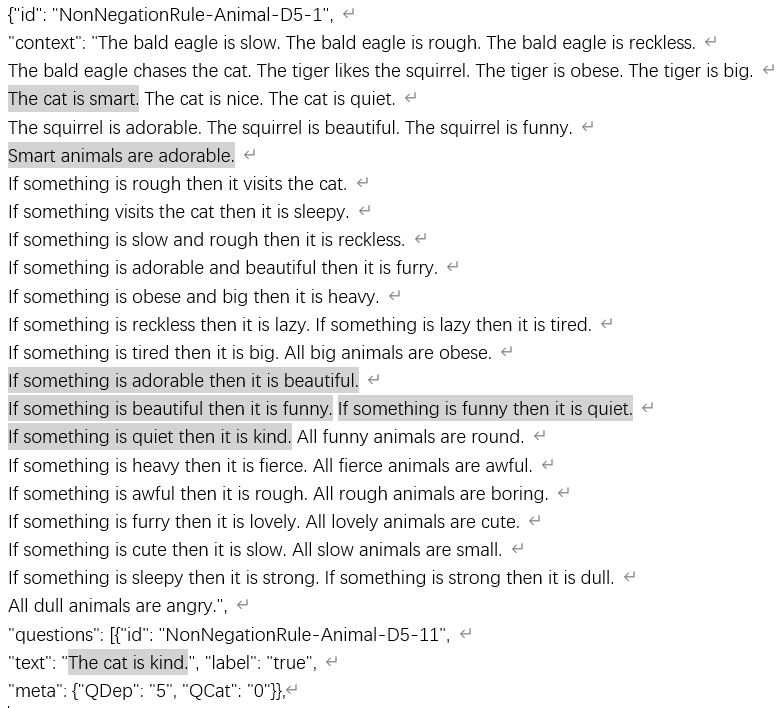 {"id": "NonNegationRule-Animal-D5-1", ↵
"context": "The bald eagle is slow. The bald eagle is rough. The bald eagle is reckless. ↵
The bald eagle chases the cat. The tiger likes the squirrel. The tiger is obese. The tiger is big. ↵
The cat is smart. The cat is nice. The cat is quiet. ↵
The squirrel is adorable. The squirrel is beautiful. The squirrel is funny. ↵
Smart animals are adorable. ↵
If something is rough then it visits the cat. ↵
If something visits the cat then it is sleepy. ↵
If something is slow and rough then it is reckless. ↵
If something is adorable and beautiful then it is furry. ↵
If something is obese and big then it is heavy. ↵
If something is reckless then it is lazy. If something is lazy then it is tired. ↵
If something is tired then it is big. All big animals are obese. ↵
If something is adorable then it is beautiful. ↵
If something is beautiful then it is funny. If something is funny then it is quiet. ↵
If something is quiet then it is kind. All funny animals are round. ↵
If something is heavy then it is fierce. All fierce animals are awful. ↵
If something is awful then it is rough. All rough animals are boring. ↵
If something is furry then it is lovely. All lovely animals are cute. ↵
If something is cute then it is slow. All slow animals are small. ↵
If something is sleepy then it is strong. If something is strong then it is dull. ↵
All dull animals are angry.", ↵
"questions": [{"id": "NonNegationRule-Animal-D5-11", ↵
"text": "The cat is kind.", "label": "true", ↵
"meta": {"QDep": "5", "QCat": "0"}},↵